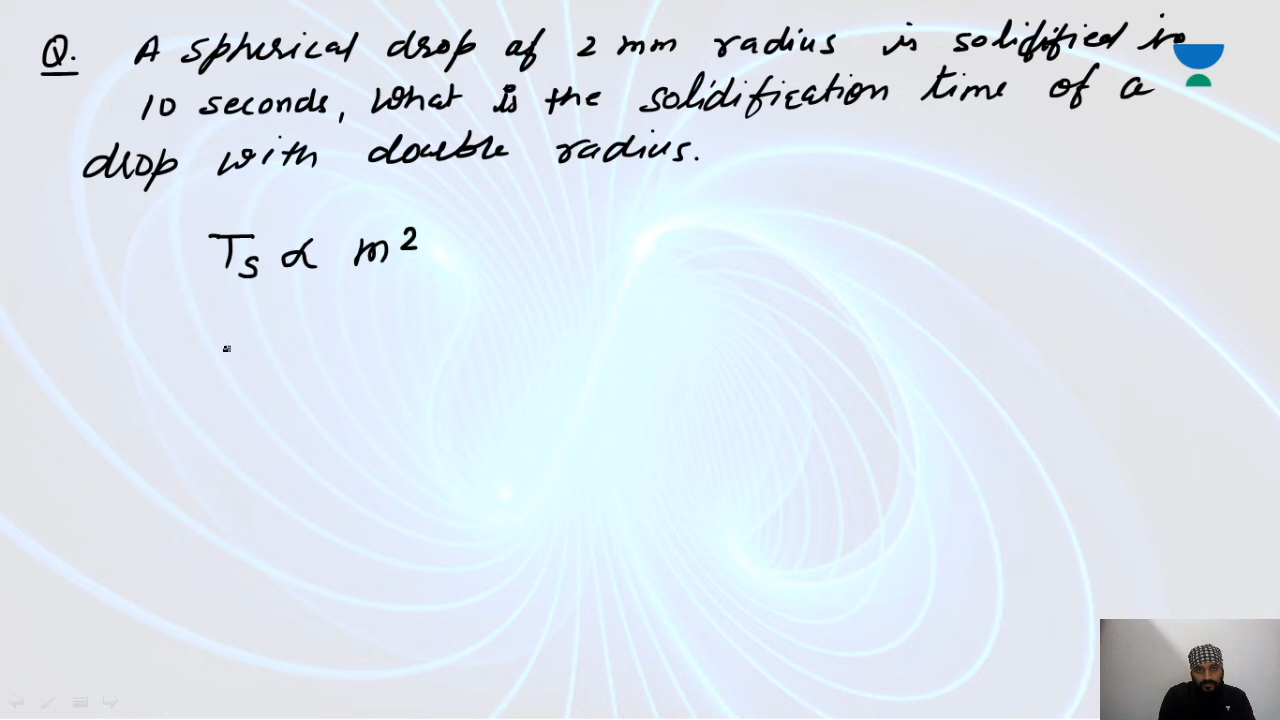 Q. A spherical drop of 2 mm radius is solidified in
10 seconds, What is the solidification time of a
drop with double radius.
Ts ∝ m²